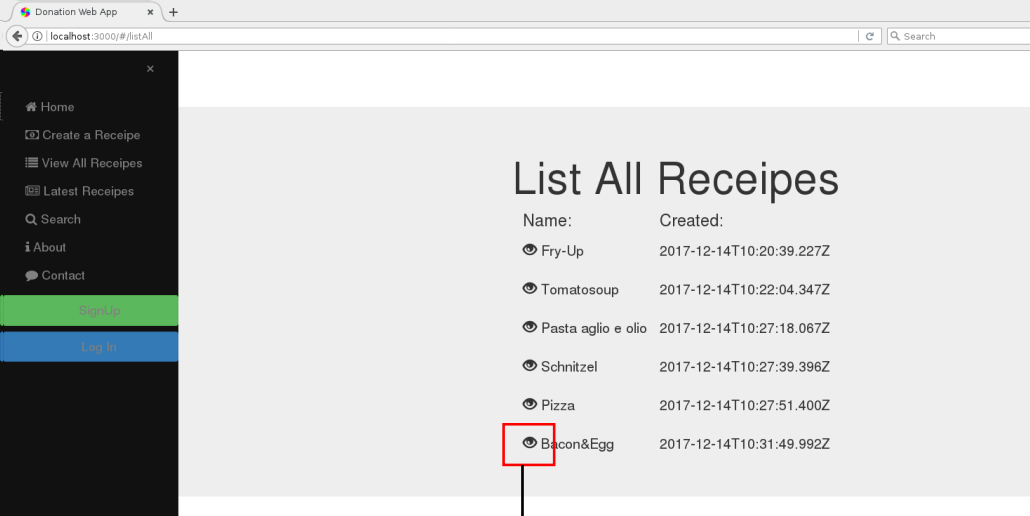 Donation Web App
localhost:3000/#/listAll
Search
Home
Create a Receipe
View All Receipes
Latest Receipes
Search
About
Contact
SignUp
Log In
List All Receipes
Name: Created:
Fry-Up 2017-12-14T10:20:39.227Z
Tomatosoup 2017-12-14T10:22:04.347Z
Pasta aglio e olio 2017-12-14T10:27:18.067Z
Schnitzel 2017-12-14T10:27:39.396Z
Pizza 2017-12-14T10:27:51.400Z
Bacon&Egg 2017-12-14T10:31:49.992Z